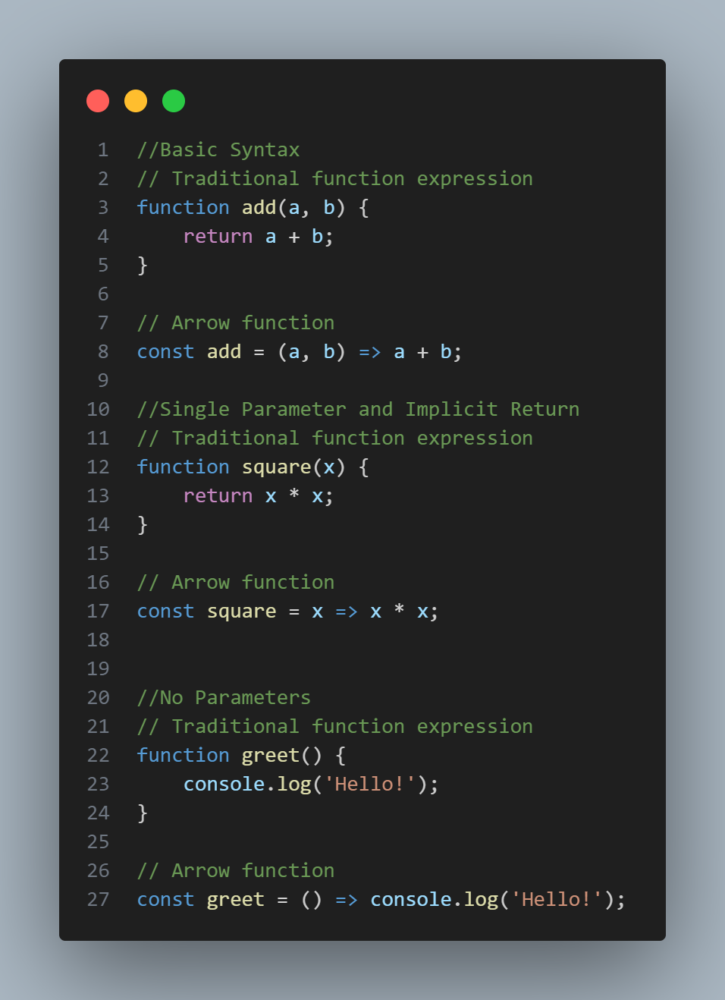 1 //Basic Syntax
2 // Traditional function expression
3 function add(a, b) {
4     return a + b;
5 }
6
7 // Arrow function
8 const add = (a, b) => a + b;
9
10 //Single Parameter and Implicit Return
11 // Traditional function expression
12 function square(x) {
13     return x * x;
14 }
15
16 // Arrow function
17 const square = x => x * x;
18
19
20 //No Parameters
21 // Traditional function expression
22 function greet() {
23     console.log('Hello!');
24 }
25
26 // Arrow function
27 const greet = () => console.log('Hello!');